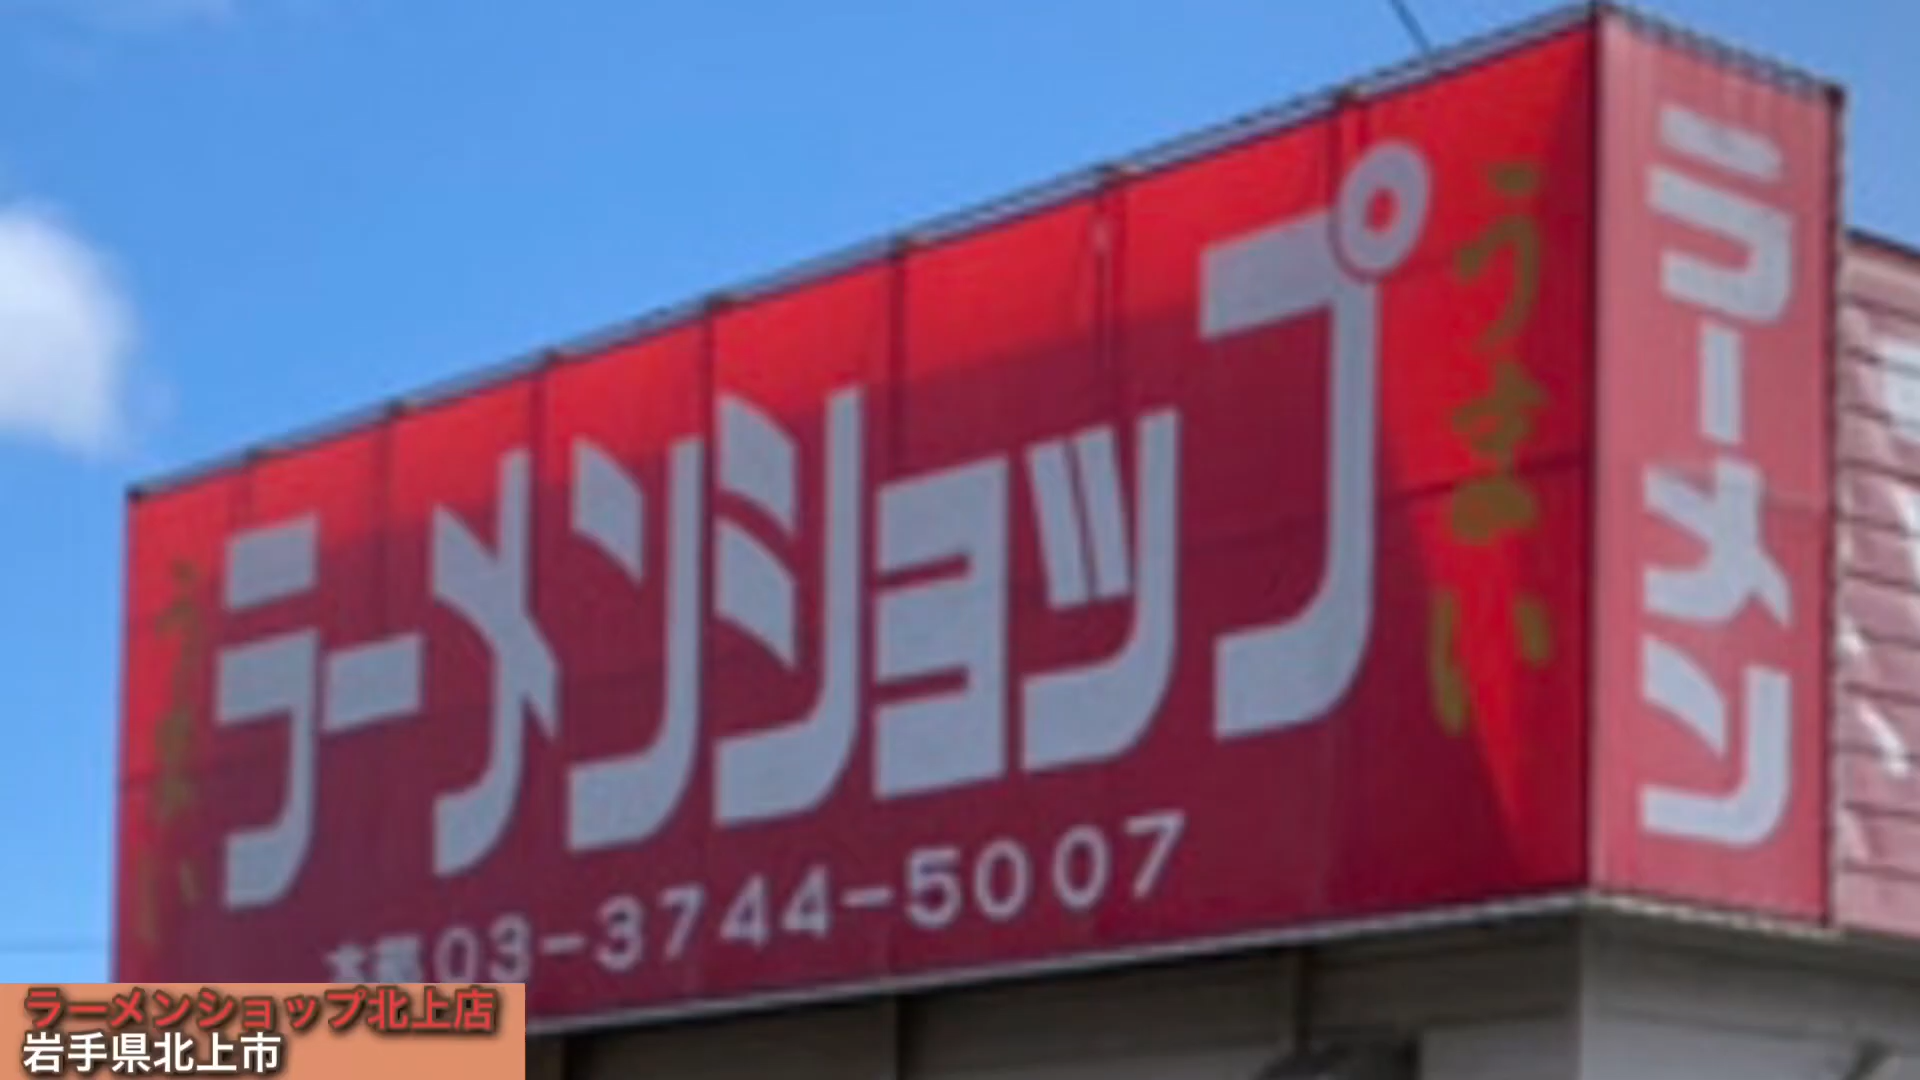 うまい
ラーメンショップ
うまい
本部03-3744-5007
ラーメン
ラーメンショップ北上店
岩手県北上市